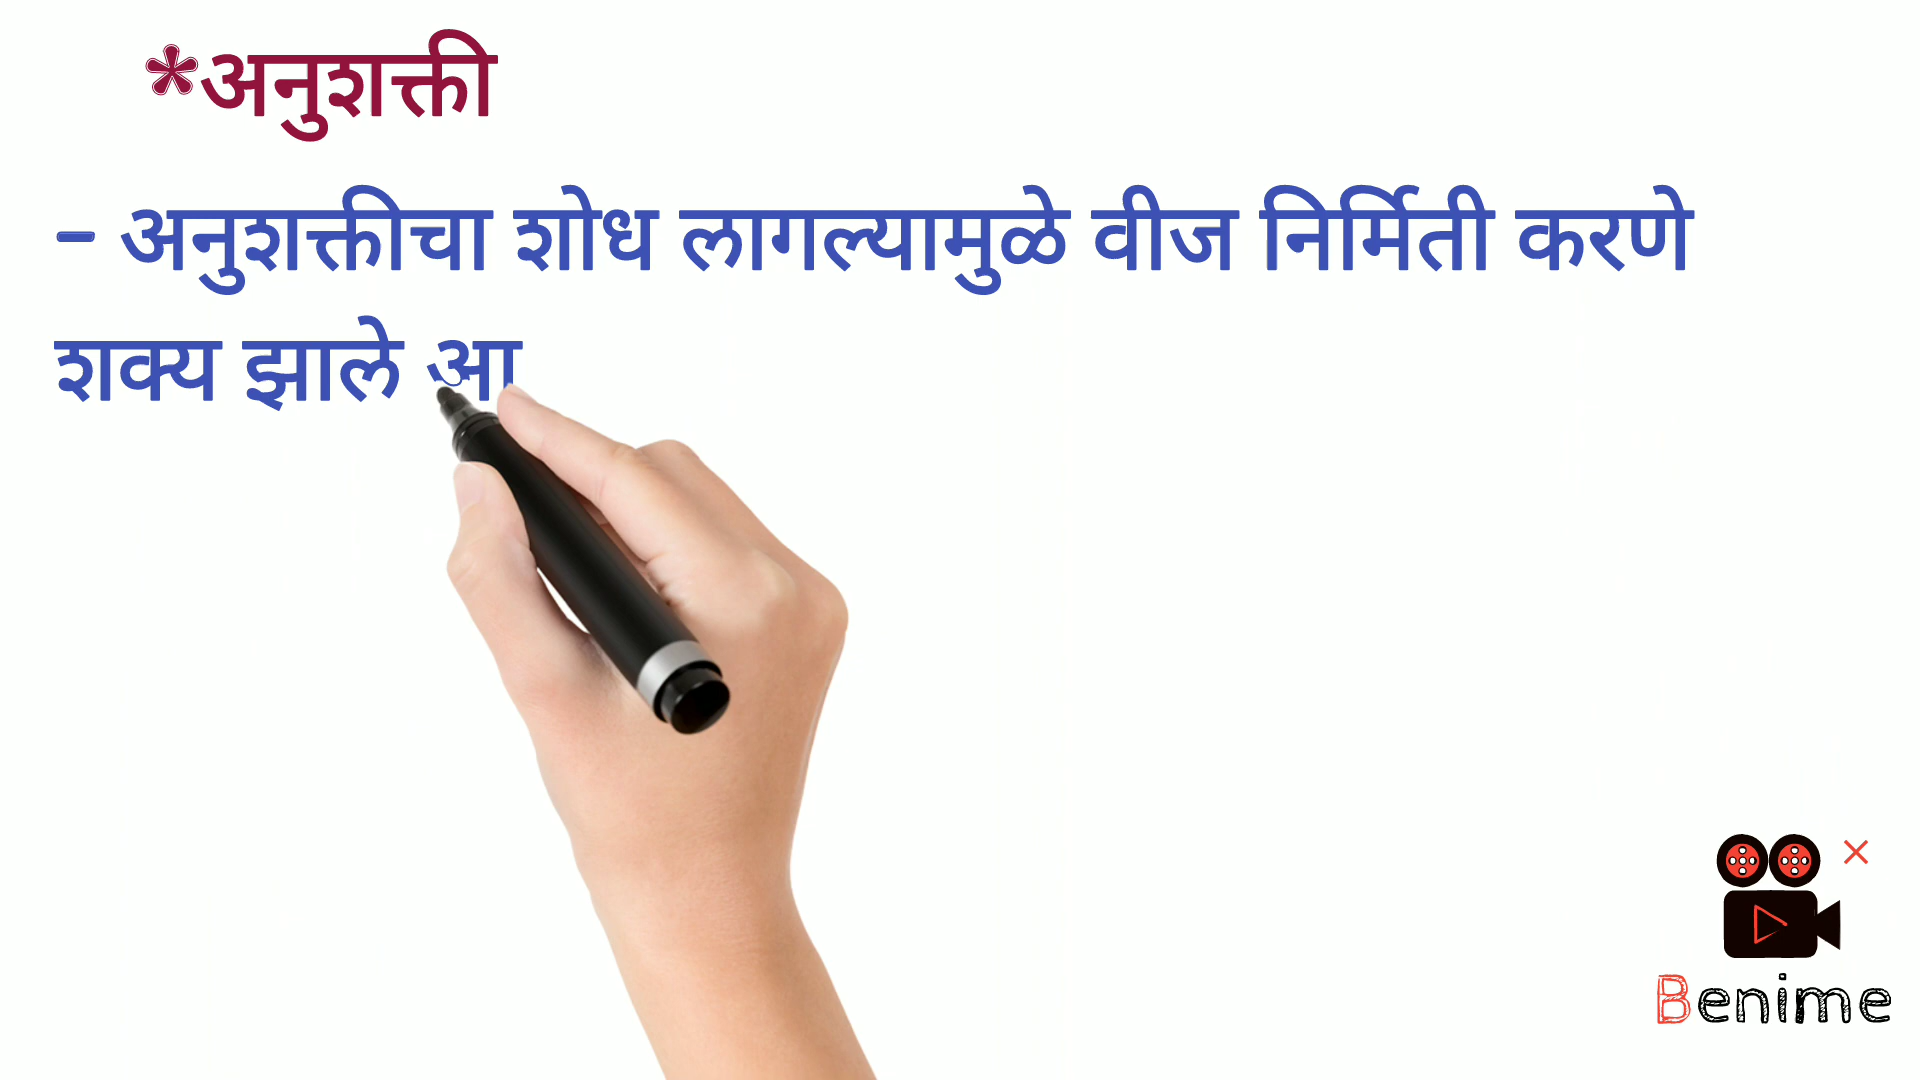 *अनुशक्ती
- अनुशक्तीचा शोध लागल्यामुळे वीज निर्मिती करणे
शक्य झाले आ
Benime